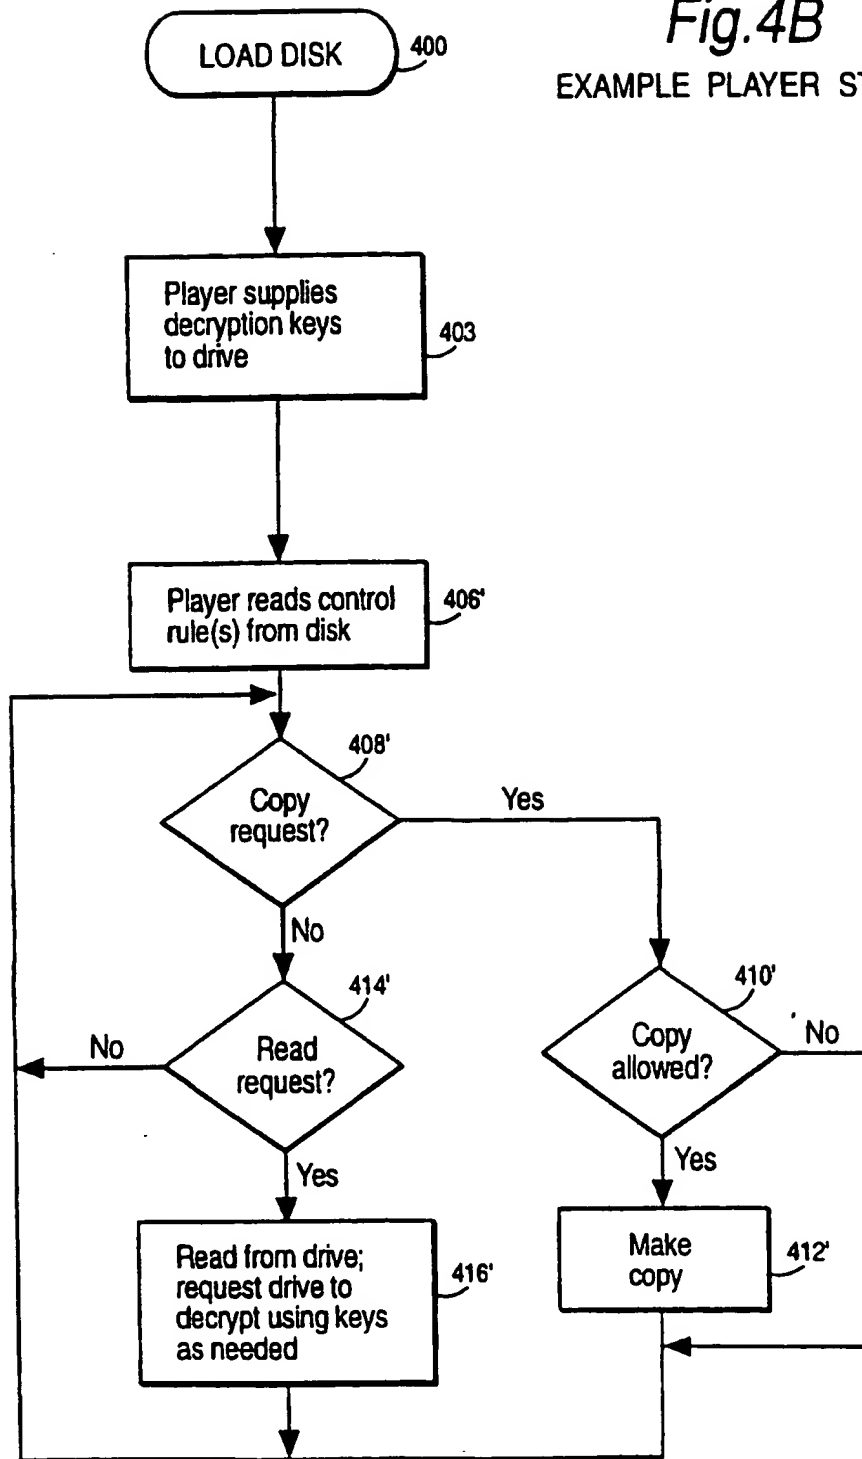 Fig.4B
EXAMPLE PLAYER
LOAD DISK
400
Player supplies
decryption keys
to drive
403
Player reads control
rule(s) from disk
406'
408'
Copy
request?
Yes
No
414'
Read
request?
No
Yes
410'
Copy
allowed?
No
Yes
Read from drive;
request drive to
decrypt using keys
as needed
416'
Make
copy
412'